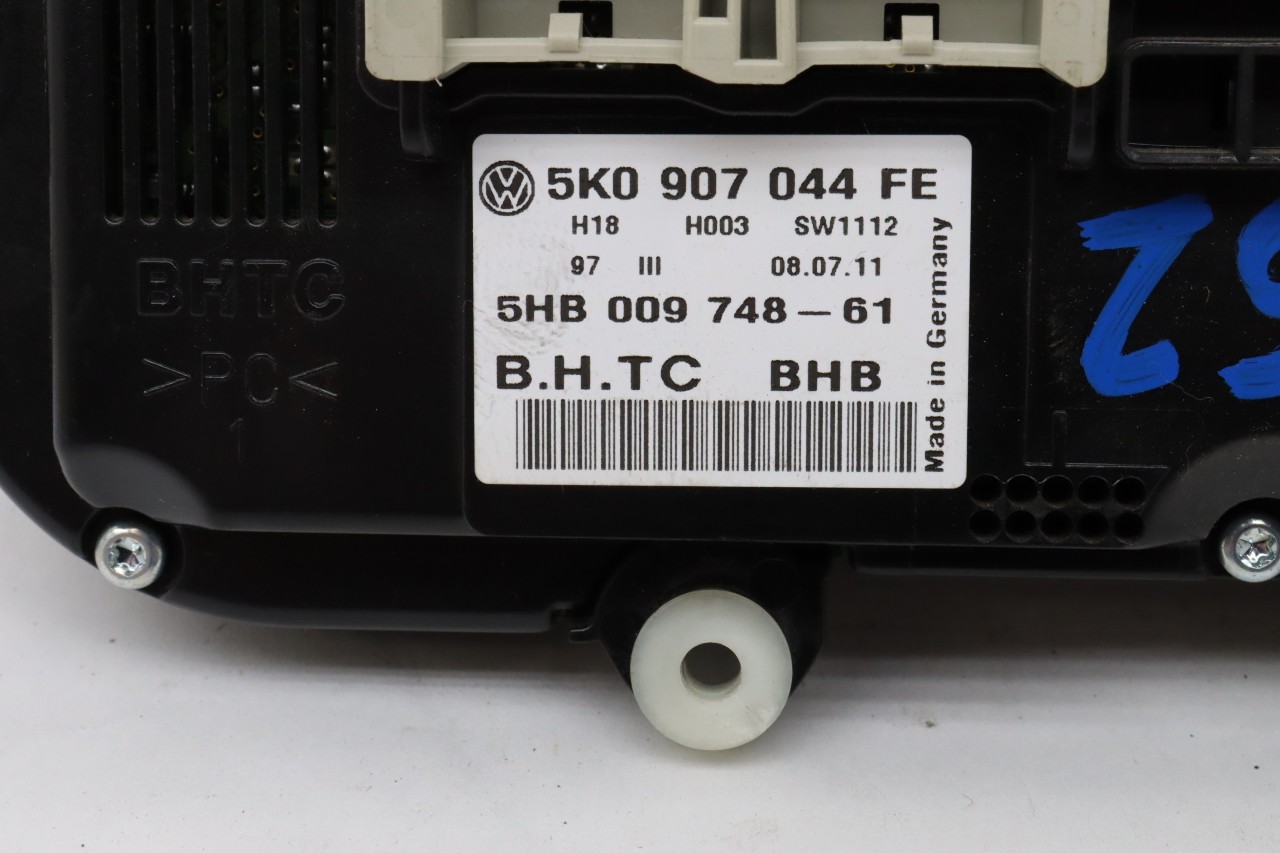 5K0 907 044 FE
H18 H003 SW1112
97 III 08.07.11
5HB 009 748-61
B.H.TC BHB
Made in Germany
BHTC
>PC<
1